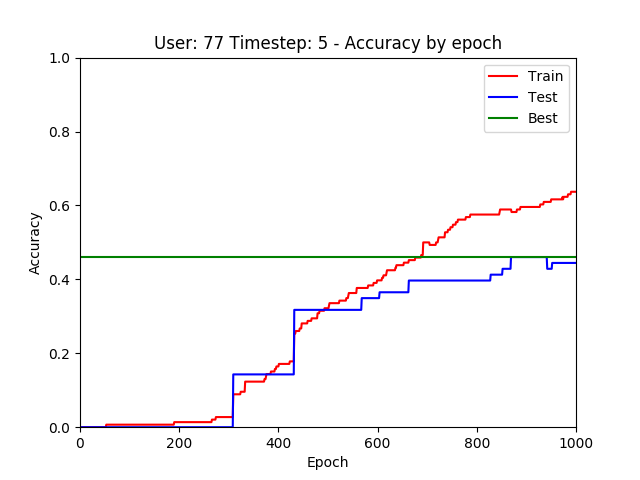 User: 77 Timestep: 5 - Accuracy by epoch
1.0
0.8
0.6
0.4
0.2
0.0
Accuracy
Train
Test
Best
0 200 400 600 800 1000
Epoch